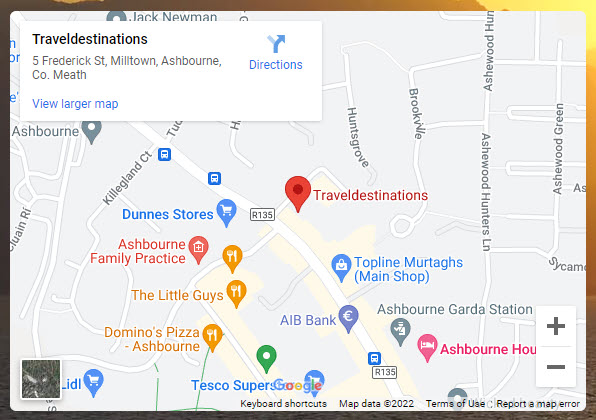 Jack Newman
Traveldestinations
5 Frederick St, Milltown, Ashbourne,
Co. Meath
Directions
View larger map
Ashbourne
Killegland Ct
Huntsgrove
Brookville
Ashewood Hun
Ashewood Hunters Ln
Ashewood Green
Traveldestinations
R135
Dunnes Stores
Ashbourne
Family Practice
Topline Murtaghs
(Main Shop)
Sycamo
The Little Guys
AIB Bank
Ashbourne Garda Station
Domino's Pizza
- Ashbourne
Ashbourne Hou
R135
Lidl
Tesco Supers
Google
Keyboard shortcuts
Map data ©2022
Terms of Use
Report a map error